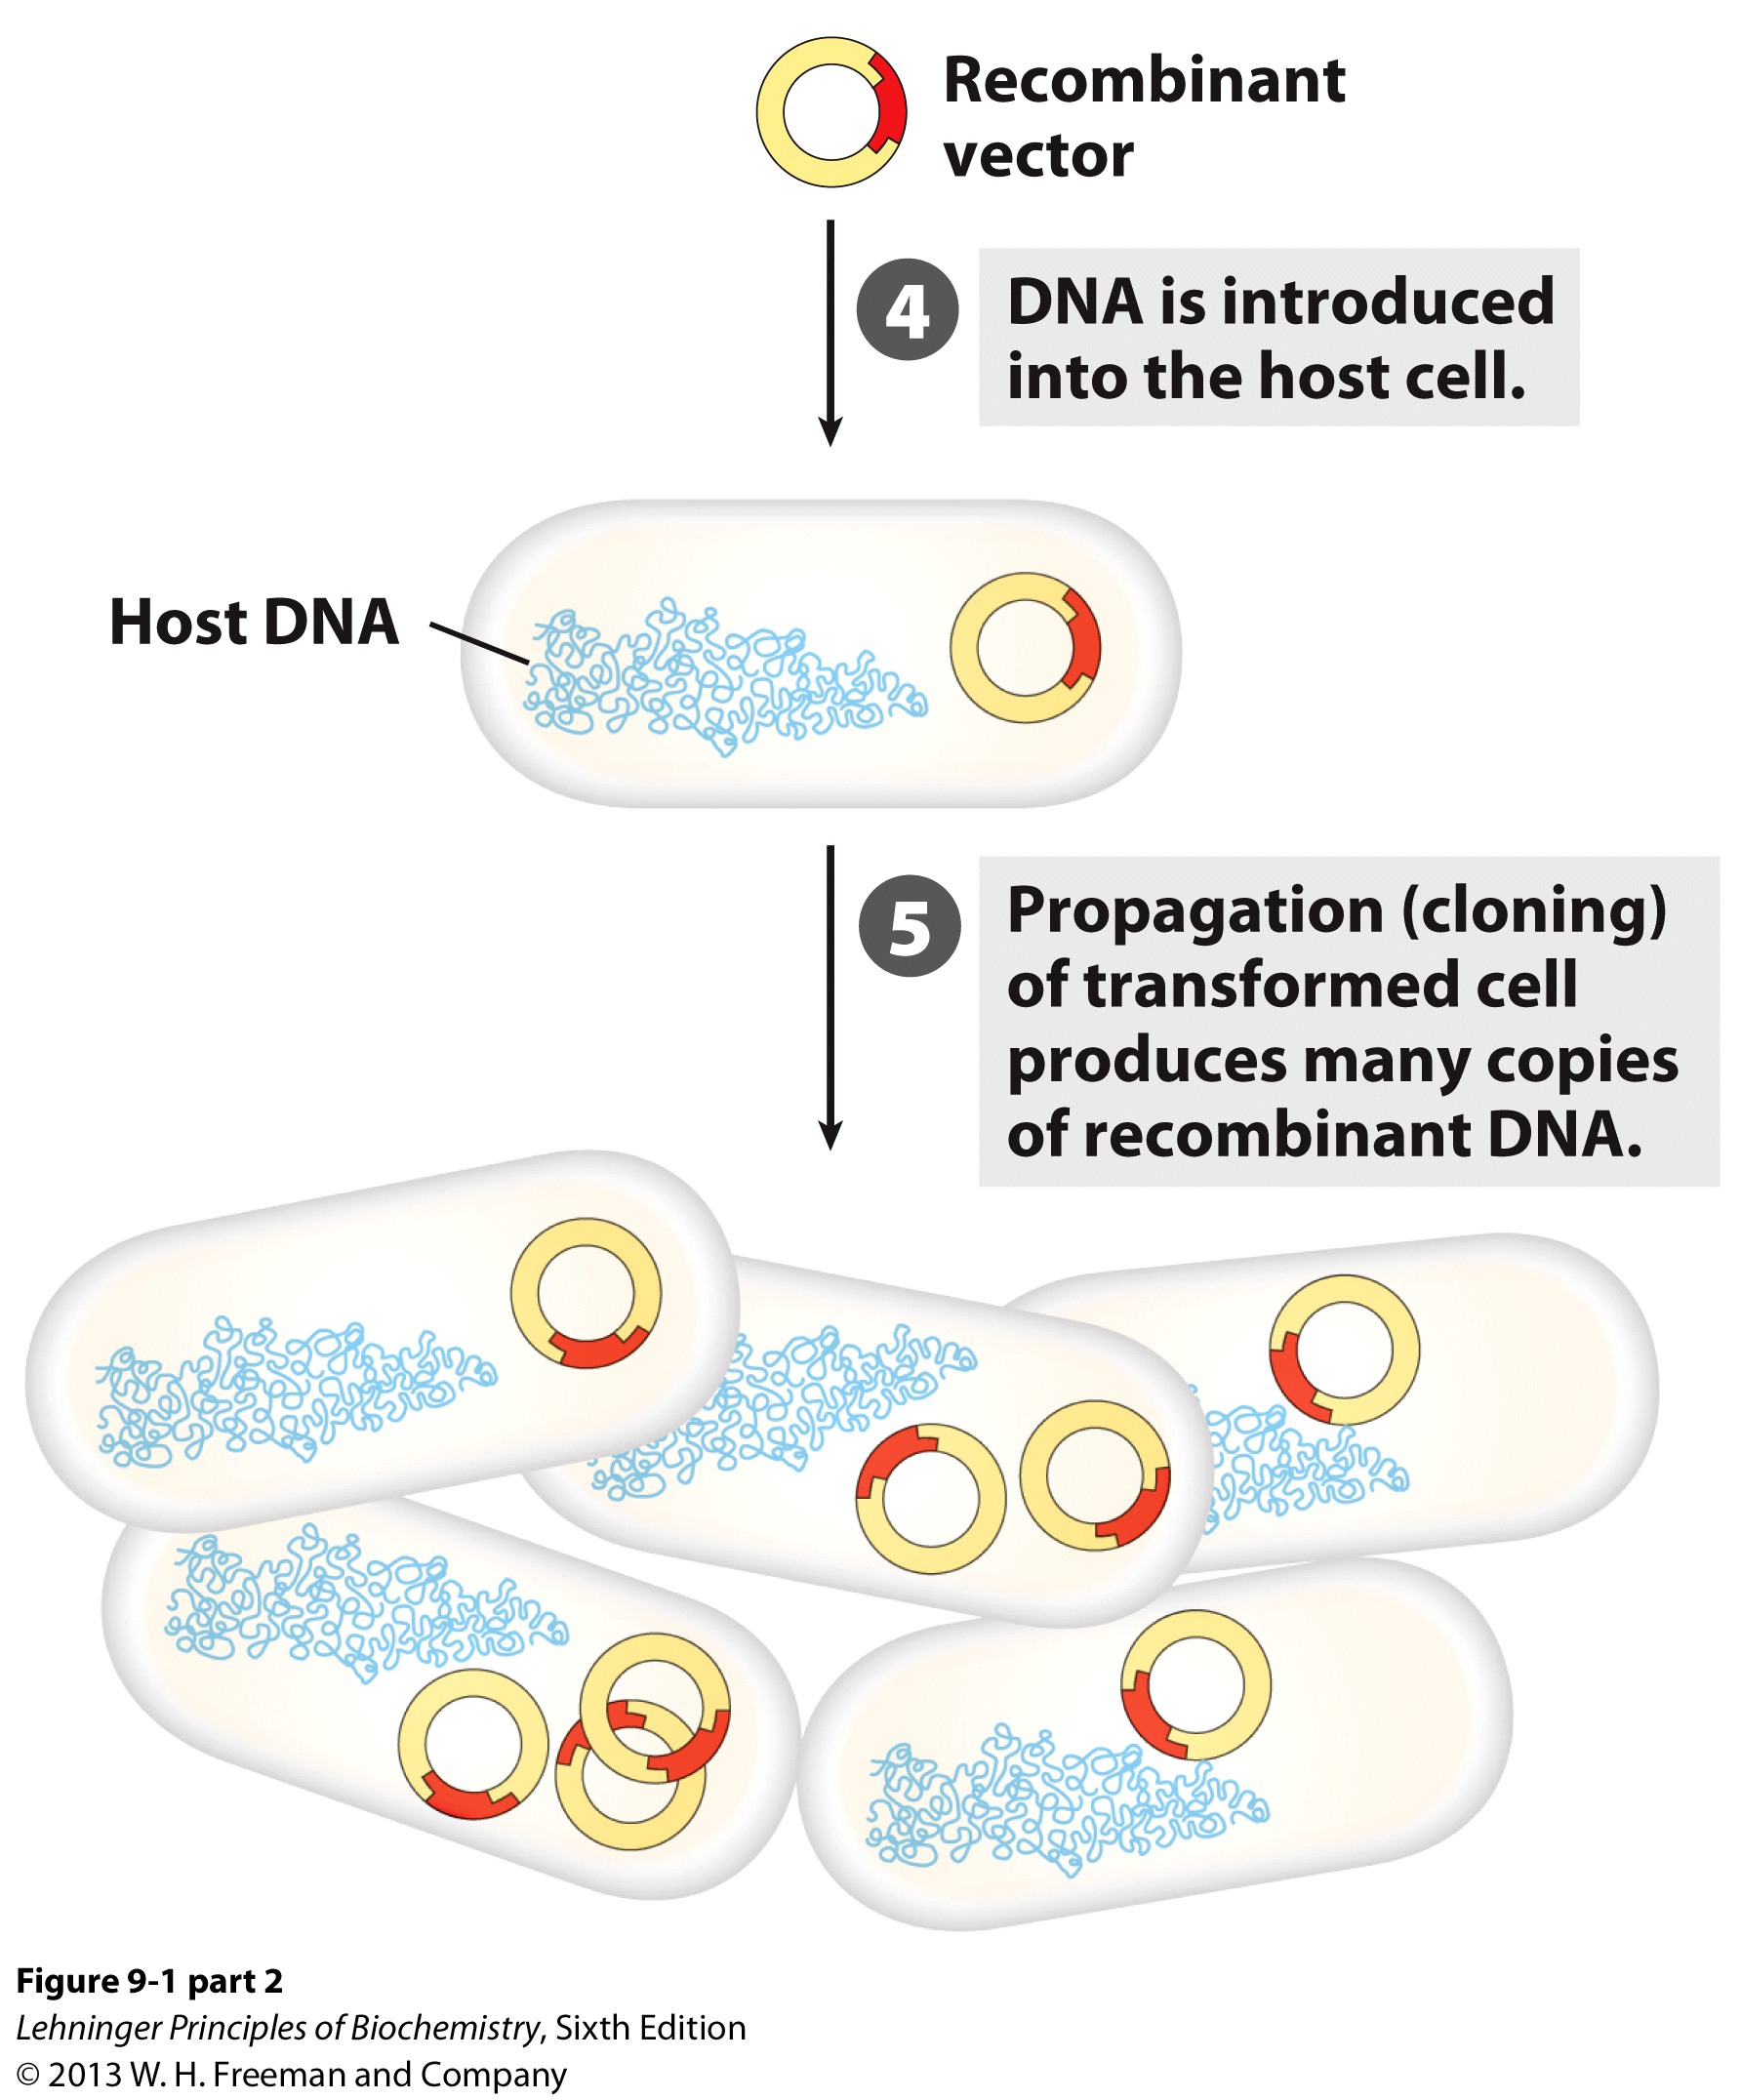 Recombinant
vector
4
DNA is introduced
into the host cell.
Host DNA
5
Propagation (cloning)
of transformed cell
produces many copies
of recombinant DNA.
Figure 9-1 part 2
Lehninger Principles of Biochemistry, Sixth Edition
© 2013 W. H. Freeman and Company